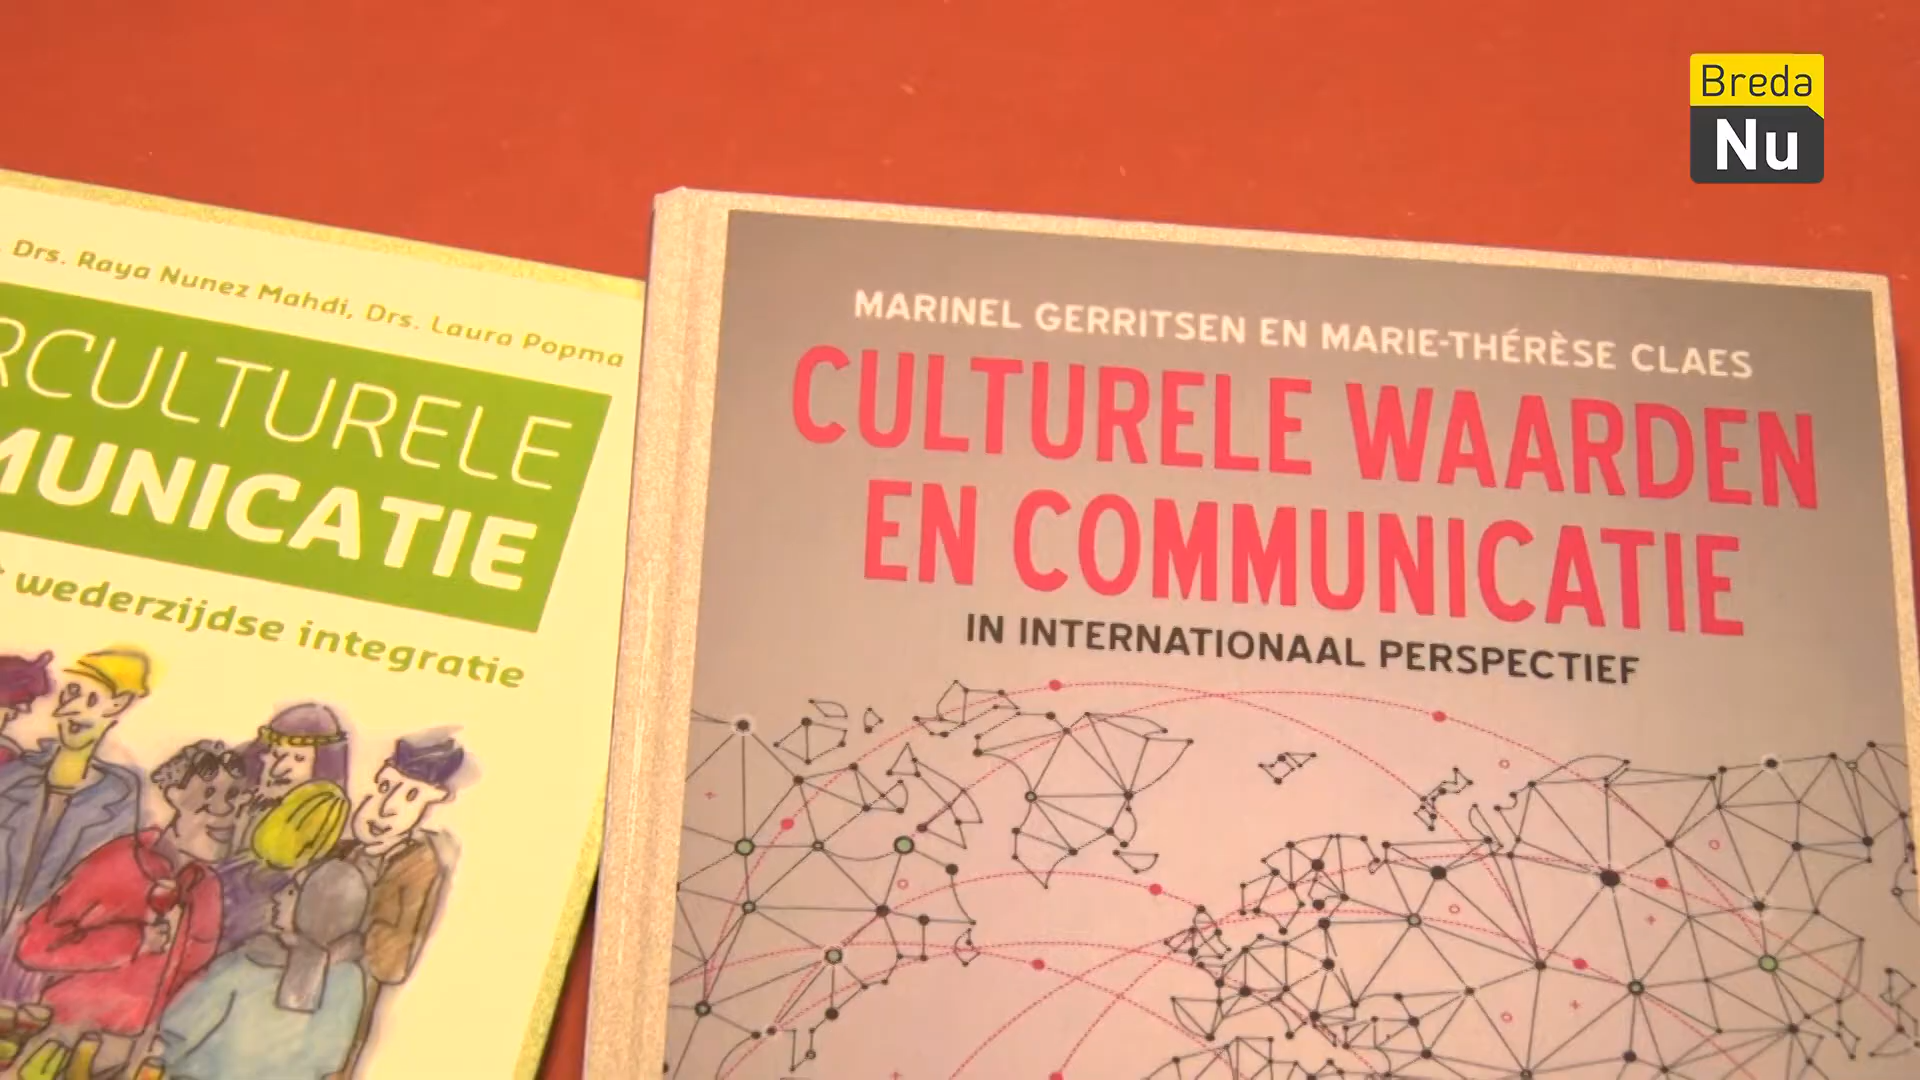 Breda
Nu
Drs. Raya Nunez Mahdi, Drs. Laura Popma
RCULTURELE
MUNICATIE
wederzijdse integratie
MARINEL GERRITSEN EN MARIE-THÉRÈSE CLAES
CULTURELE WAARDEN
EN COMMUNICATIE
IN INTERNATIONAAL PERSPECTIEF